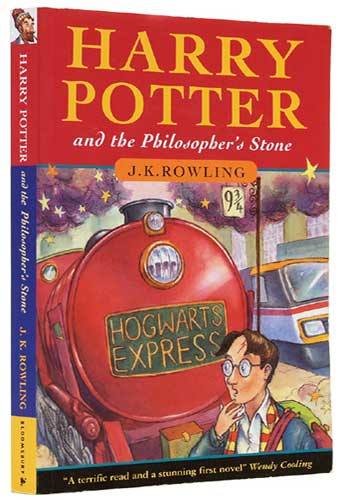 HARRY
POTTER
and the Philosopher's Stone
J.K.ROWLING
9¾
HOGWARTS
EXPRESS
"A terrific read and a stunning first novel" Wendy Cooling
HARRY POTTER and the Philosopher's Stone J. K. ROWLING BLOOMSBURY